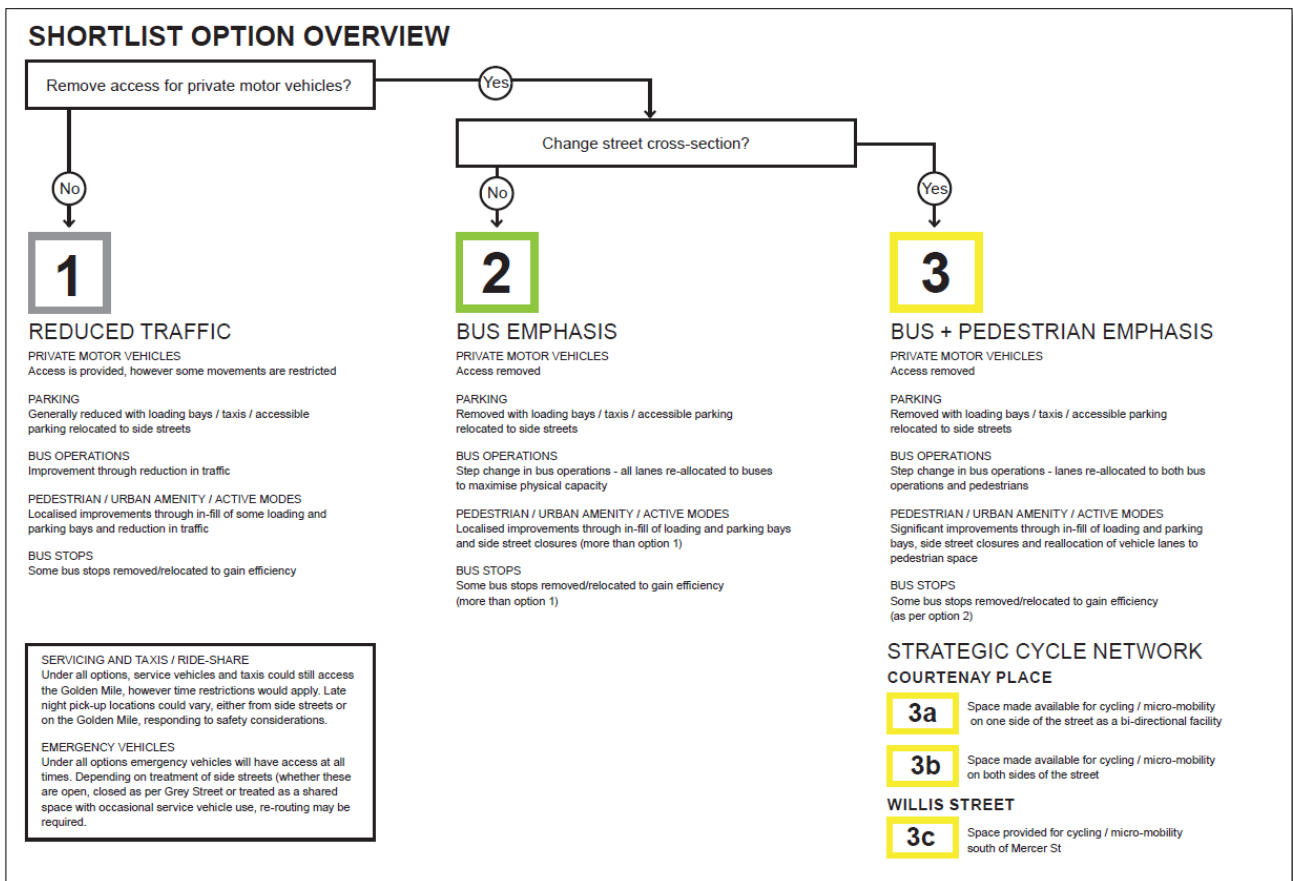 SHORTLIST OPTION OVERVIEW
Remove access for private motor vehicles?
Yes
Change street cross-section?
No
No
Yes
1
REDUCED TRAFFIC
PRIVATE MOTOR VEHICLES
Access is provided, however some movements are restricted
PARKING
Generally reduced with loading bays / taxis / accessible
parking relocated to side streets
BUS OPERATIONS
Improvement through reduction in traffic
PEDESTRIAN / URBAN AMENITY / ACTIVE MODES
Localised improvements through in-fill of some loading and
parking bays and reduction in traffic
BUS STOPS
Some bus stops removed/relocated to gain efficiency
2
BUS EMPHASIS
PRIVATE MOTOR VEHICLES
Access removed
PARKING
Removed with loading bays / taxis / accessible parking
relocated to side streets
BUS OPERATIONS
Step change in bus operations - all lanes re-allocated to buses
to maximise physical capacity
PEDESTRIAN / URBAN AMENITY / ACTIVE MODES
Localised improvements through in-fill of loading and parking bays
and side street closures (more than option 1)
BUS STOPS
Some bus stops removed/relocated to gain efficiency
(more than option 1)
3
BUS + PEDESTRIAN EMPHASIS
PRIVATE MOTOR VEHICLES
Access removed
PARKING
Removed with loading bays / taxis / accessible parking
relocated to side streets
BUS OPERATIONS
Step change in bus operations - lanes re-allocated to both bus
operations and pedestrians
PEDESTRIAN / URBAN AMENITY / ACTIVE MODES
Significant improvements through in-fill of loading and parking
bays, side street closures and reallocation of vehicle lanes to
pedestrian space
BUS STOPS
Some bus stops removed/relocated to gain efficiency
(as per option 2)
SERVICING AND TAXIS / RIDE-SHARE
Under all options, service vehicles and taxis could still access
the Golden Mile, however time restrictions would apply. Late
night pick-up locations could vary, either from side streets or
on the Golden Mile, responding to safety considerations.
EMERGENCY VEHICLES
Under all options emergency vehicles will have access at all
times. Depending on treatment of side streets (whether these
are open, closed as per Grey Street or treated as a shared
space with occasional service vehicle use, re-routing may be
required.
STRATEGIC CYCLE NETWORK
COURTENAY PLACE
3a
Space made available for cycling / micro-mobility
on one side of the street as a bi-directional facility
3b
Space made available for cycling / micro-mobility
on both sides of the street
WILLIS STREET
3c
Space provided for cycling / micro-mobility
south of Mercer St